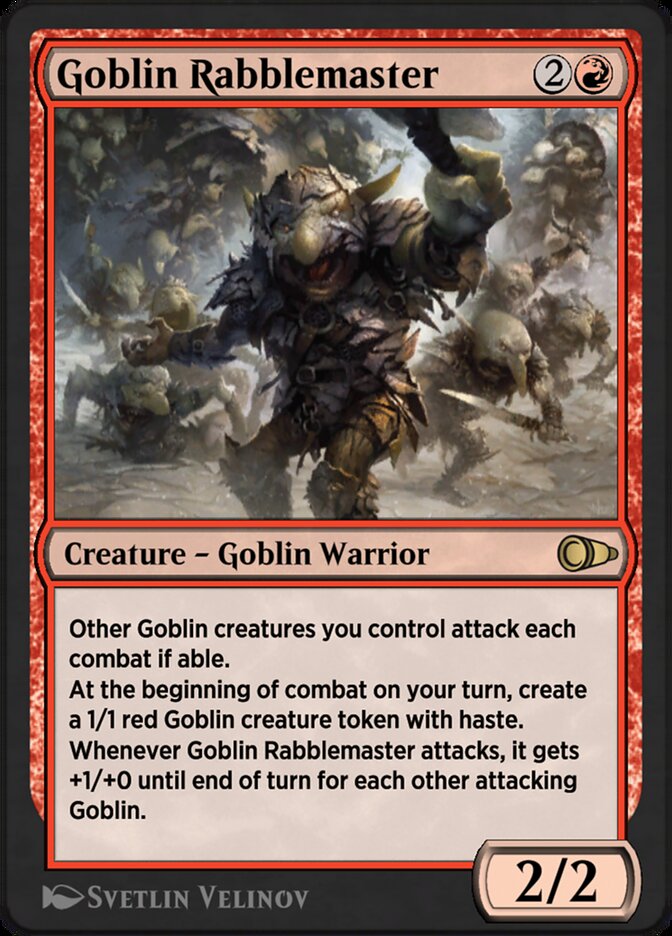 Goblin Rabblemaster 2
Creature – Goblin Warrior
Other Goblin creatures you control attack each
combat if able.
At the beginning of combat on your turn, create
a 1/1 red Goblin creature token with haste.
Whenever Goblin Rabblemaster attacks, it gets
+1/+0 until end of turn for each other attacking
Goblin.
2/2
Svetlin Velinov